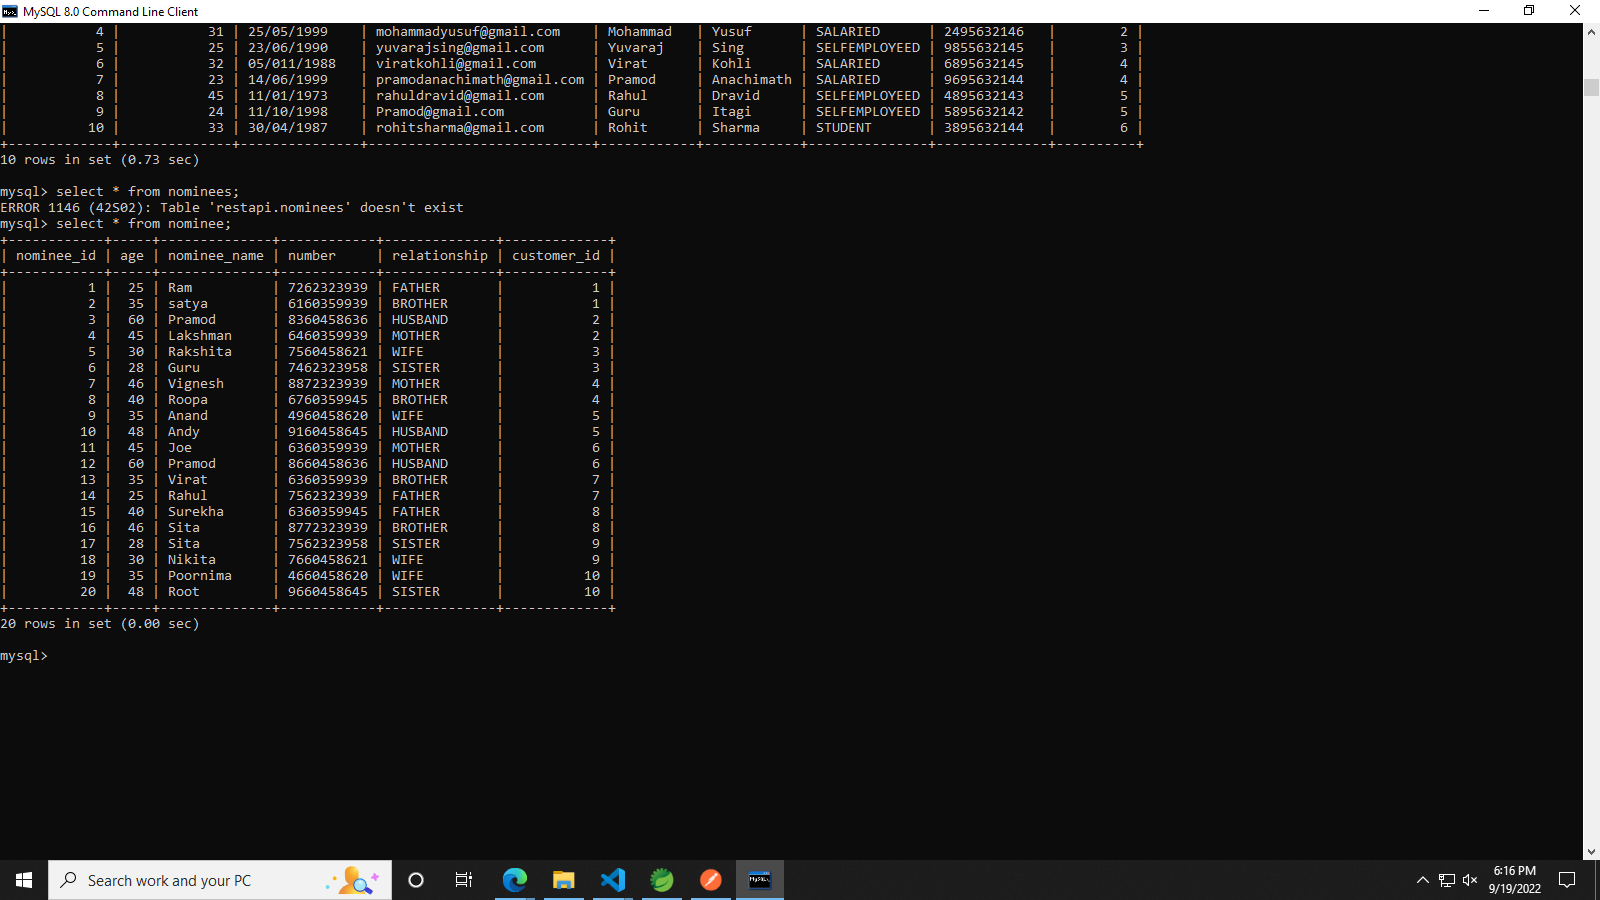 MySQL 8.0 Command Line Client
|           4 |           31 | 25/05/1999    | mohammadyusuf@gmail.com    | Mohammad   | Yusuf      | SALARIED      | 2495632146   |        2 |
|           5 |           25 | 23/06/1990    | yuvarajsing@gmail.com      | Yuvaraj    | Sing       | SELFEMPLOYEED | 9855632145   |        3 |
|           6 |           32 | 05/011/1988   | viratkohli@gmail.com       | Virat      | Kohli      | SALARIED      | 6895632145   |        4 |
|           7 |           23 | 14/06/1999    | pramodanachimath@gmail.com | Pramod     | Anachimath | SALARIED      | 9695632144   |        4 |
|           8 |           45 | 11/01/1973    | rahuldravid@gmail.com      | Rahul      | Dravid     | SELFEMPLOYEED | 4895632143   |        5 |
|           9 |           24 | 11/10/1998    | Pramod@gmail.com           | Guru       | Itagi      | SELFEMPLOYEED | 5895632142   |        5 |
|          10 |           33 | 30/04/1987    | rohitsharma@gmail.com      | Rohit      | Sharma     | STUDENT       | 3895632144   |        6 |
+-------------+--------------+---------------+----------------------------+------------+------------+---------------+--------------+----------+
10 rows in set (0.73 sec)
mysql> select * from nominees;
ERROR 1146 (42S02): Table 'restapi.nominees' doesn't exist
mysql> select * from nominee;
+------------+-----+--------------+------------+--------------+-------------+
| nominee_id | age | nominee_name | number     | relationship | customer_id |
+------------+-----+--------------+------------+--------------+-------------+
|          1 |  25 | Ram          | 7262323939 | FATHER       |           1 |
|          2 |  35 | satya        | 6160359939 | BROTHER      |           1 |
|          3 |  60 | Pramod       | 8360458636 | HUSBAND      |           2 |
|          4 |  45 | Lakshman     | 6460359939 | MOTHER       |           2 |
|          5 |  30 | Rakshita     | 7560458621 | WIFE         |           3 |
|          6 |  28 | Guru         | 7462323958 | SISTER       |           3 |
|          7 |  46 | Vignesh      | 8872323939 | MOTHER       |           4 |
|          8 |  40 | Roopa        | 6760359945 | BROTHER      |           4 |
|          9 |  35 | Anand        | 4960458620 | WIFE         |           5 |
|         10 |  48 | Andy         | 9160458645 | HUSBAND      |           5 |
|         11 |  45 | Joe          | 6360359939 | MOTHER       |           6 |
|         12 |  60 | Pramod       | 8660458636 | HUSBAND      |           6 |
|         13 |  35 | Virat        | 6360359939 | BROTHER      |           7 |
|         14 |  25 | Rahul        | 7562323939 | FATHER       |           7 |
|         15 |  40 | Surekha      | 6360359945 | FATHER       |           8 |
|         16 |  46 | Sita         | 8772323939 | BROTHER      |           8 |
|         17 |  28 | Sita         | 7562323958 | SISTER       |           9 |
|         18 |  30 | Nikita       | 7660458621 | WIFE         |           9 |
|         19 |  35 | Poornima     | 4660458620 | WIFE         |          10 |
|         20 |  48 | Root         | 9660458645 | SISTER       |          10 |
+------------+-----+--------------+------------+--------------+-------------+
20 rows in set (0.00 sec)
mysql>
Search work and your PC
6:16 PM
9/19/2022